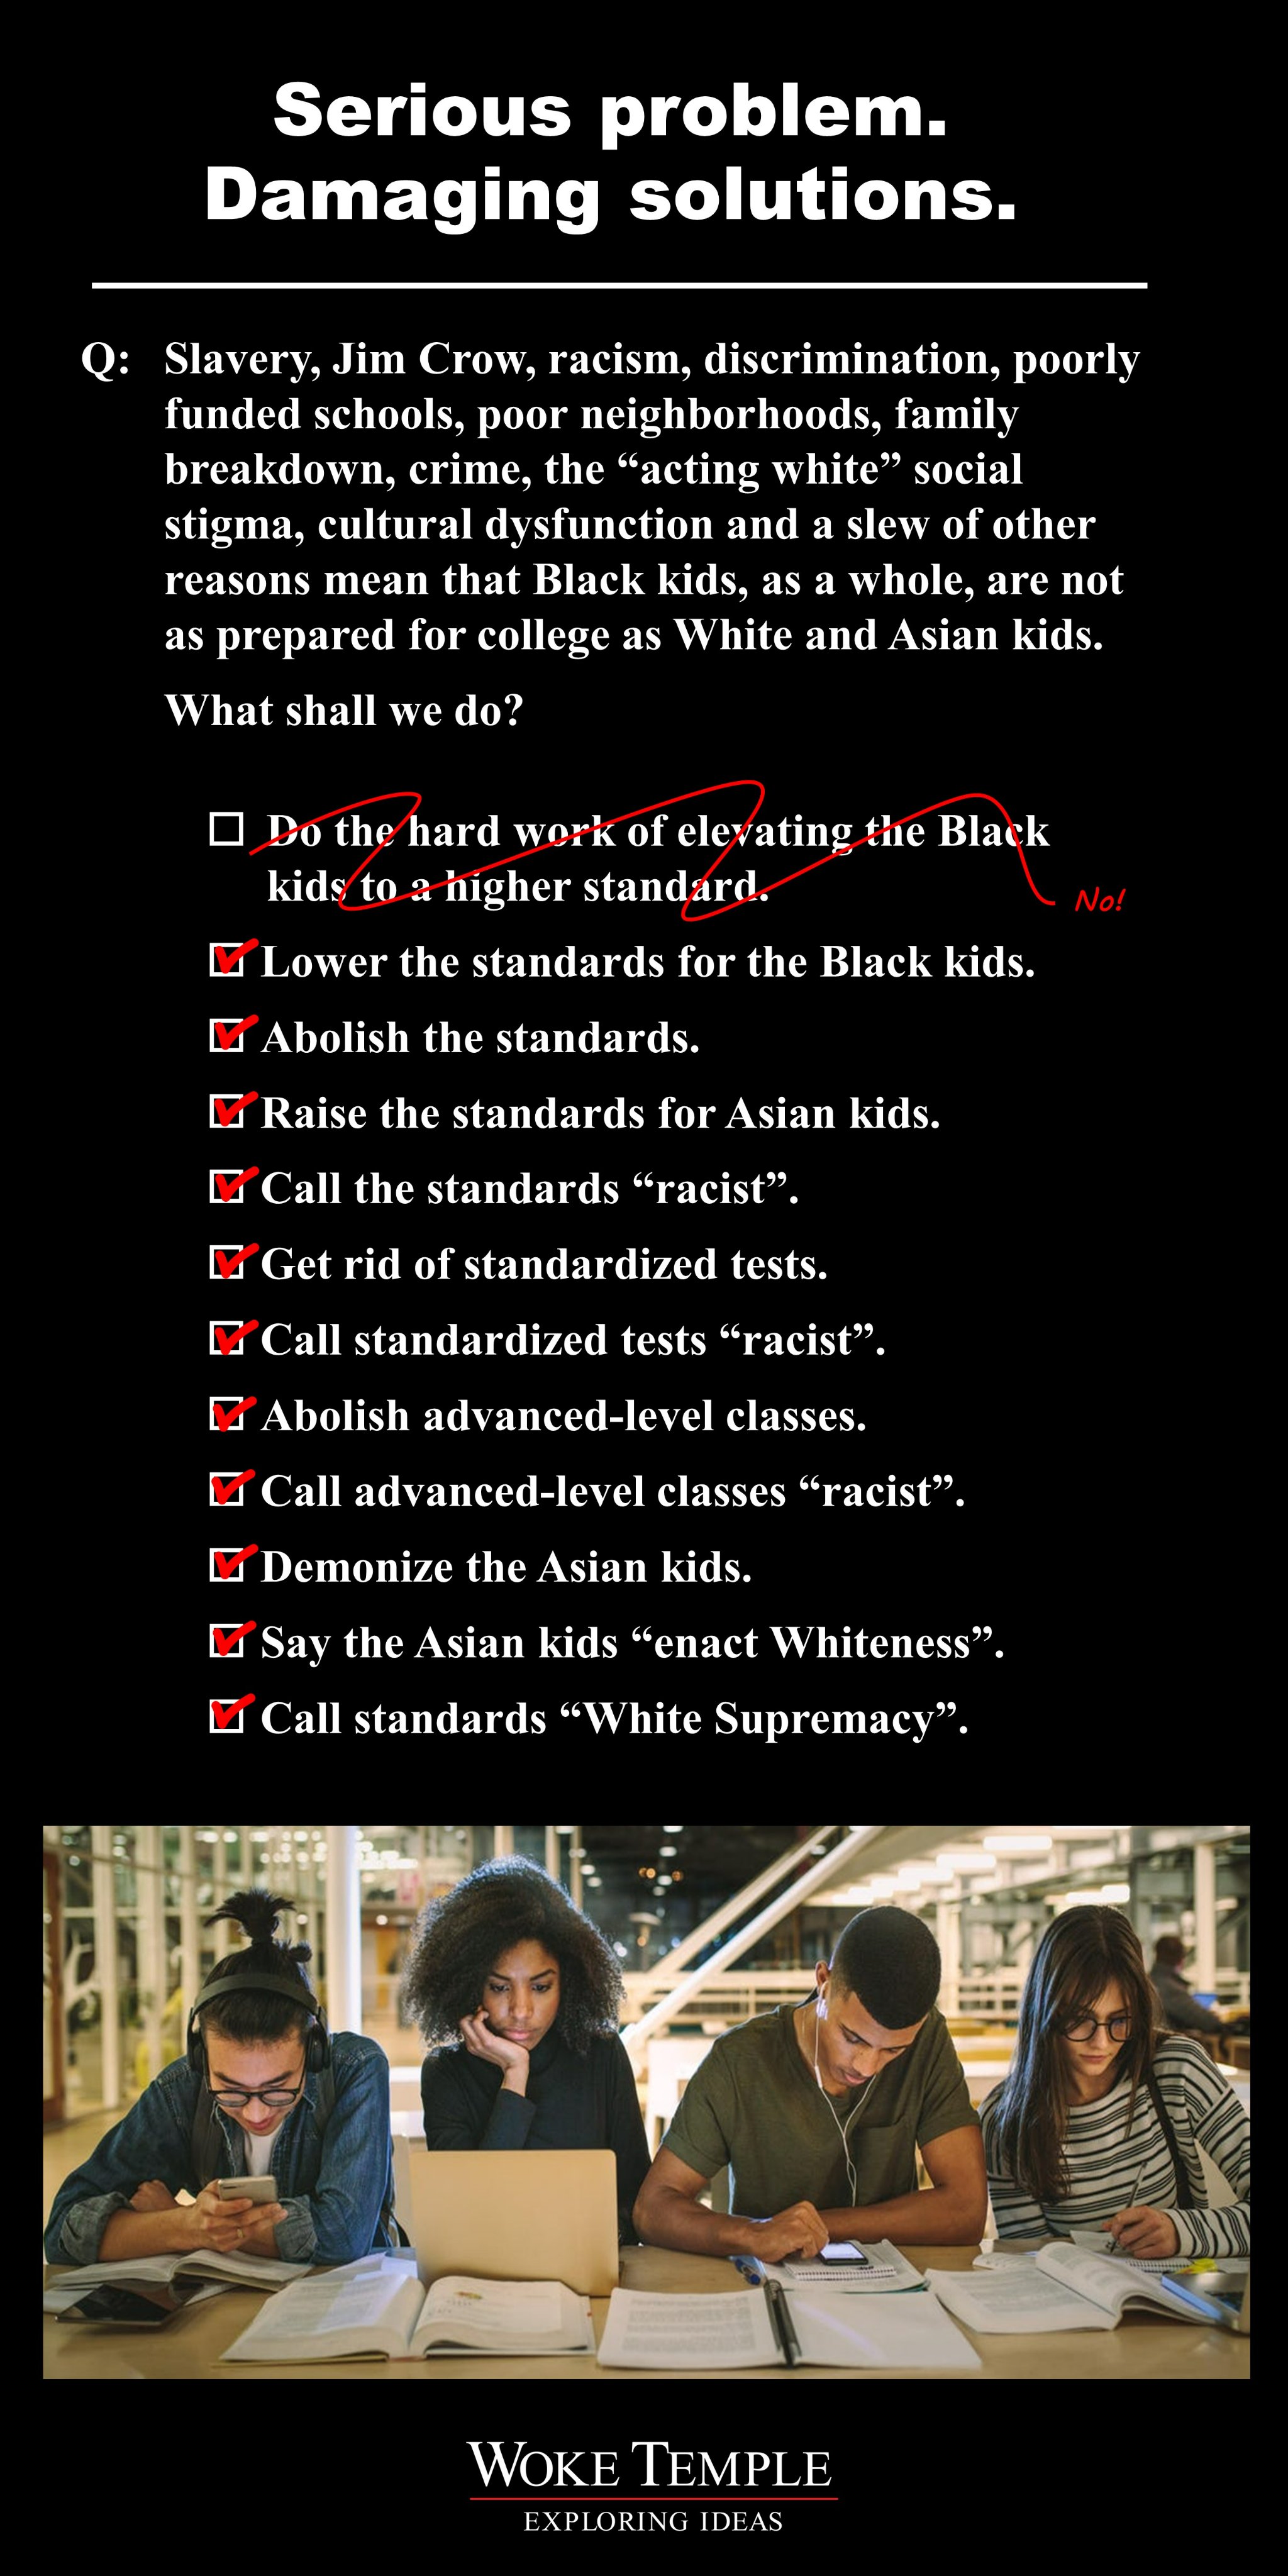 Serious problem.
Damaging solutions.
Q: Slavery, Jim Crow, racism, discrimination, poorly
funded schools, poor neighborhoods, family
breakdown, crime, the “acting white” social
stigma, cultural dysfunction and a slew of other
reasons mean that Black kids, as a whole, are not
as prepared for college as White and Asian kids.
What shall we do?
Do the hard work of elevating the Black
kids to a higher standard.
No!
Lower the standards for the Black kids.
Abolish the standards.
Raise the standards for Asian kids.
Call the standards “racist”.
Get rid of standardized tests.
Call standardized tests “racist”.
Abolish advanced-level classes.
Call advanced-level classes “racist”.
Demonize the Asian kids.
Say the Asian kids “enact Whiteness”.
Call standards “White Supremacy”.
WOKE TEMPLE
EXPLORING IDEAS